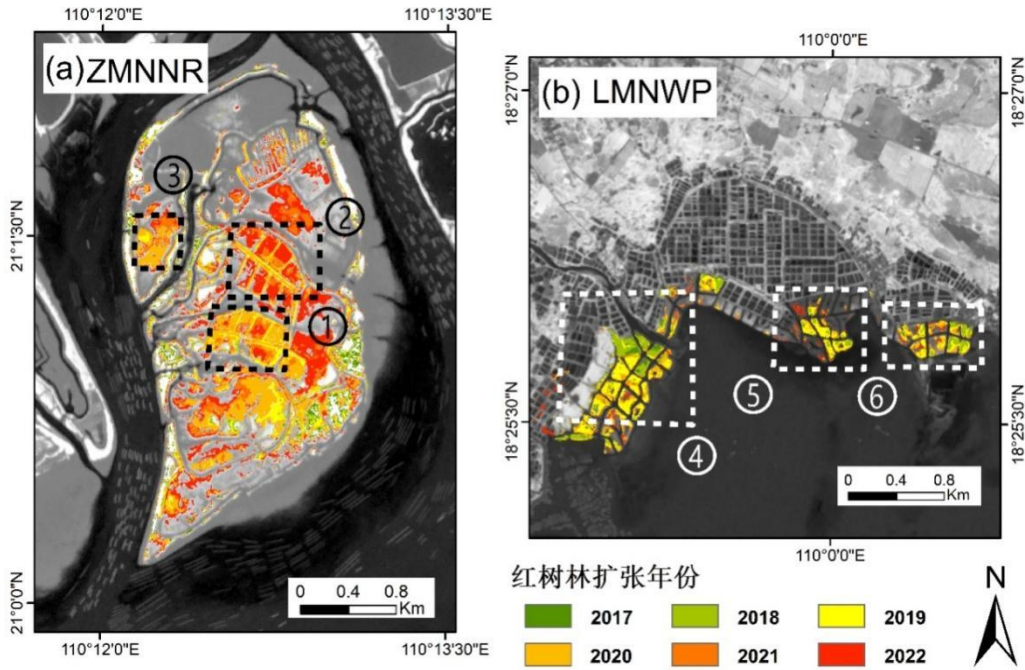 110°12'0"E
110°13'30"E
(a) ZMNNR
③
②
①
21°1'30"N
21°0'0"N
0 0.4 0.8
Km
110°12'0"E
110°13'30"E
110°0'0"E
18°27'0"N
18°27'0"N
(b) LMNWP
⑤
⑥
④
18°25'30"N
18°25'30"N
0 0.4 0.8
Km
110°0'0"E
红树林扩张年份
N
2017
2018
2019
2020
2021
2022